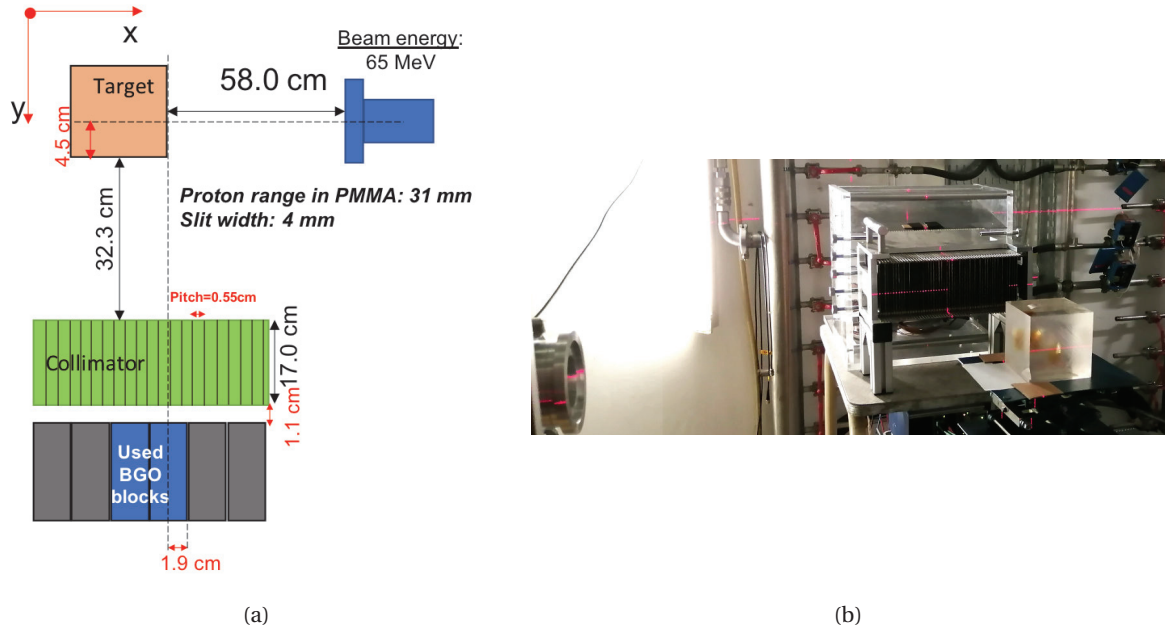 x
y
Target
4.5 cm
58.0 cm
Beam energy:
65 MeV
32.3 cm
Proton range in PMMA: 31 mm
Slit width: 4 mm
Pitch=0.55cm
Collimator
17.0 cm
1.1 cm
Used
BGO
blocks
1.9 cm
(a)
(b)